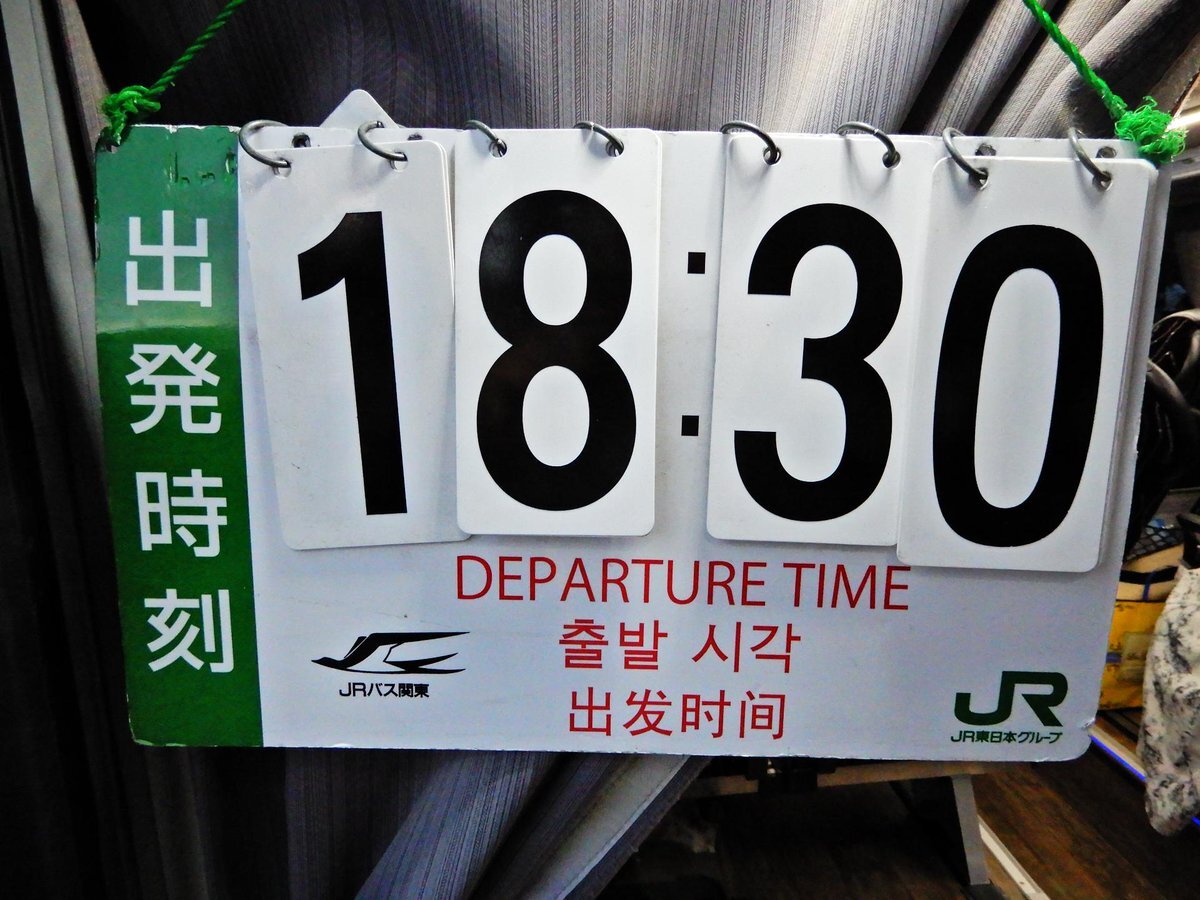 出発時刻
18:30
DEPARTURE TIME
출발 시각
出发时间
JRバス関東
JR
JR東日本グループ